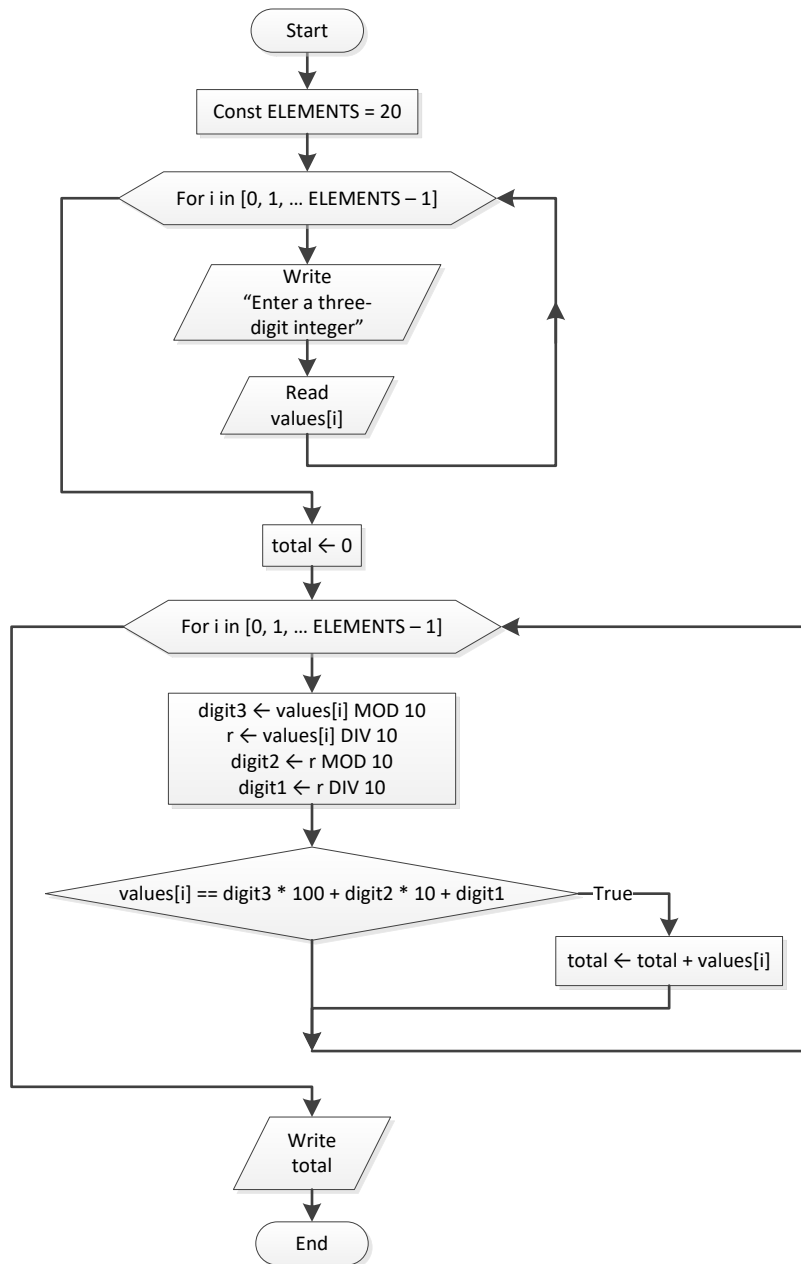 Start
Const ELEMENTS = 20
For i in [0, 1, … ELEMENTS – 1]
Write
“Enter a three-
digit integer”
Read
values[i]
total ← 0
For i in [0, 1, … ELEMENTS – 1]
digit3 ← values[i] MOD 10
r ← values[i] DIV 10
digit2 ← r MOD 10
digit1 ← r DIV 10
values[i] == digit3 * 100 + digit2 * 10 + digit1
True
total ← total + values[i]
Write
total
End